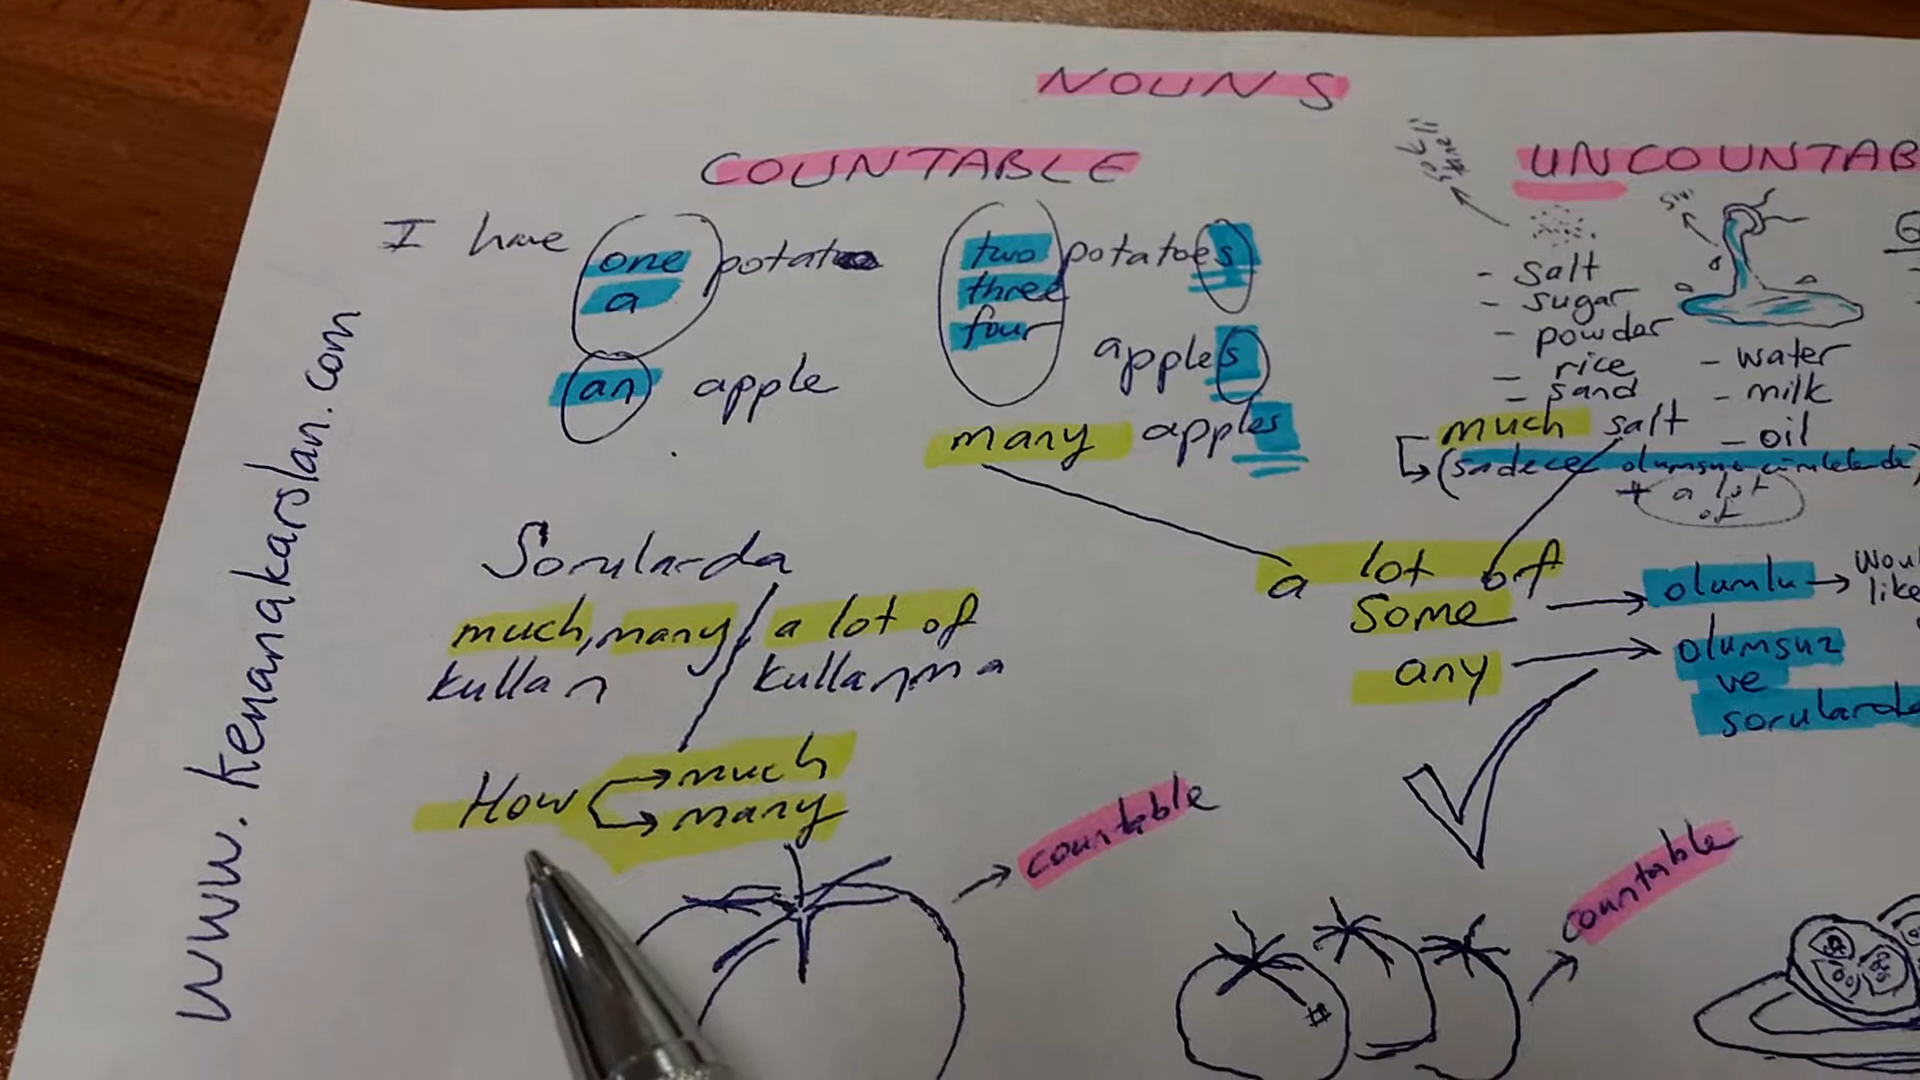 NOUNS
COUNTABLE
I have one potato
a
an apple
two potatoes
three
four
apples
many apples
UNCOUNTAB
- salt
- sugar
- powder
- rice
- sand
- water
- milk
- oil
much salt
(sadece olumsuz cümlelerde)
+ a lot
of
a lot of
some → olumlu →
like
any → olumsuz
ve
sorularda
Sorularda
much, many / a lot of
kullan / kullanma
How → much
→ many
→ countable
→ countable
www.kenanakarslan.com